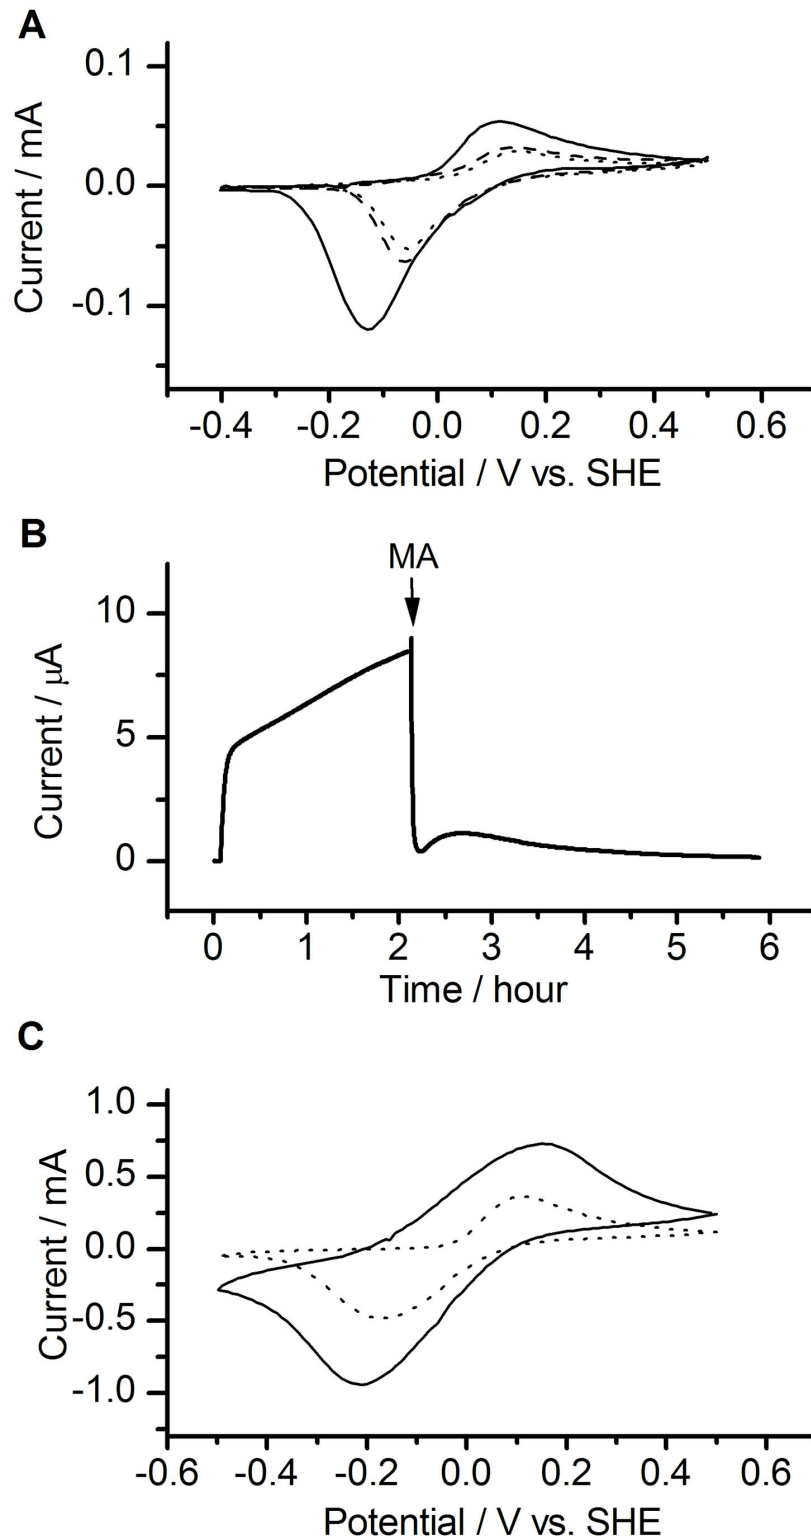 A
0.1
0.0
-0.1
Current / mA
-0.4 -0.2 0.0 0.2 0.4 0.6
Potential / V vs. SHE
B
MA
10
5
0
Current / μA
0 1 2 3 4 5 6
Time / hour
C
1.0
0.5
0.0
-0.5
-1.0
Current / mA
-0.6 -0.4 -0.2 0.0 0.2 0.4 0.6
Potential / V vs. SHE